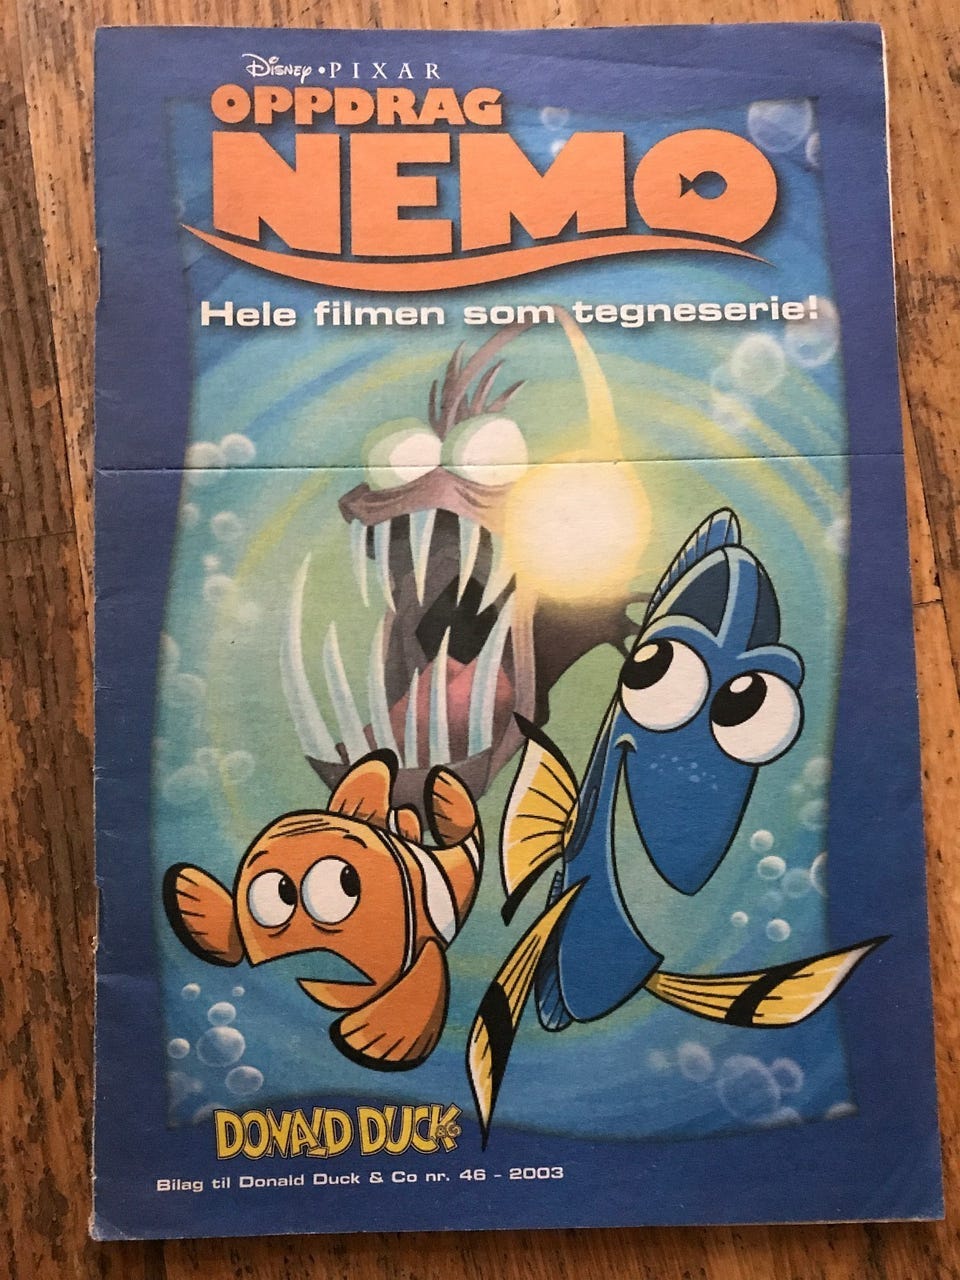 Disney • PIXAR
OPPDRAG
NEMO
Hele filmen som tegneserie!
DONALD DUCK &Co
Bilag til Donald Duck & Co nr. 46 - 2003